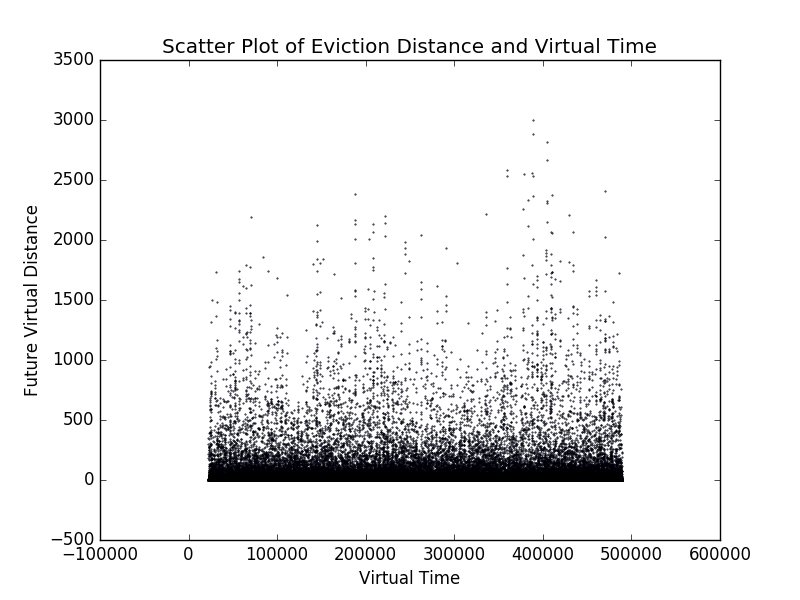 Scatter Plot of Eviction Distance and Virtual Time
3500
3000
2500
2000
1500
1000
500
0
−500
Future Virtual Distance
−100000 0 100000 200000 300000 400000 500000 600000
Virtual Time